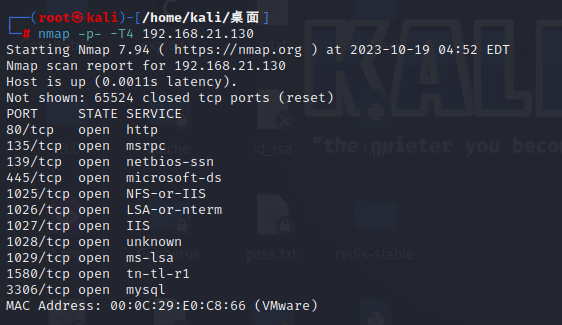 ┌──(root㉿kali)-[/home/kali/桌面]
└─# nmap -p- -T4 192.168.21.130
Starting Nmap 7.94 ( https://nmap.org ) at 2023-10-19 04:52 EDT
Nmap scan report for 192.168.21.130
Host is up (0.0011s latency).
Not shown: 65524 closed tcp ports (reset)
PORT     STATE SERVICE
80/tcp   open  http
135/tcp  open  msrpc
139/tcp  open  netbios-ssn
445/tcp  open  microsoft-ds
1025/tcp open  NFS-or-IIS
1026/tcp open  LSA-or-nterm
1027/tcp open  IIS
1028/tcp open  unknown
1029/tcp open  ms-lsa
1580/tcp open  tn-tl-r1
3306/tcp open  mysql
MAC Address: 00:0C:29:E0:C8:66 (VMware)
KALI
"the quieter you becom
id_rsa
pass.txt
redis-stable